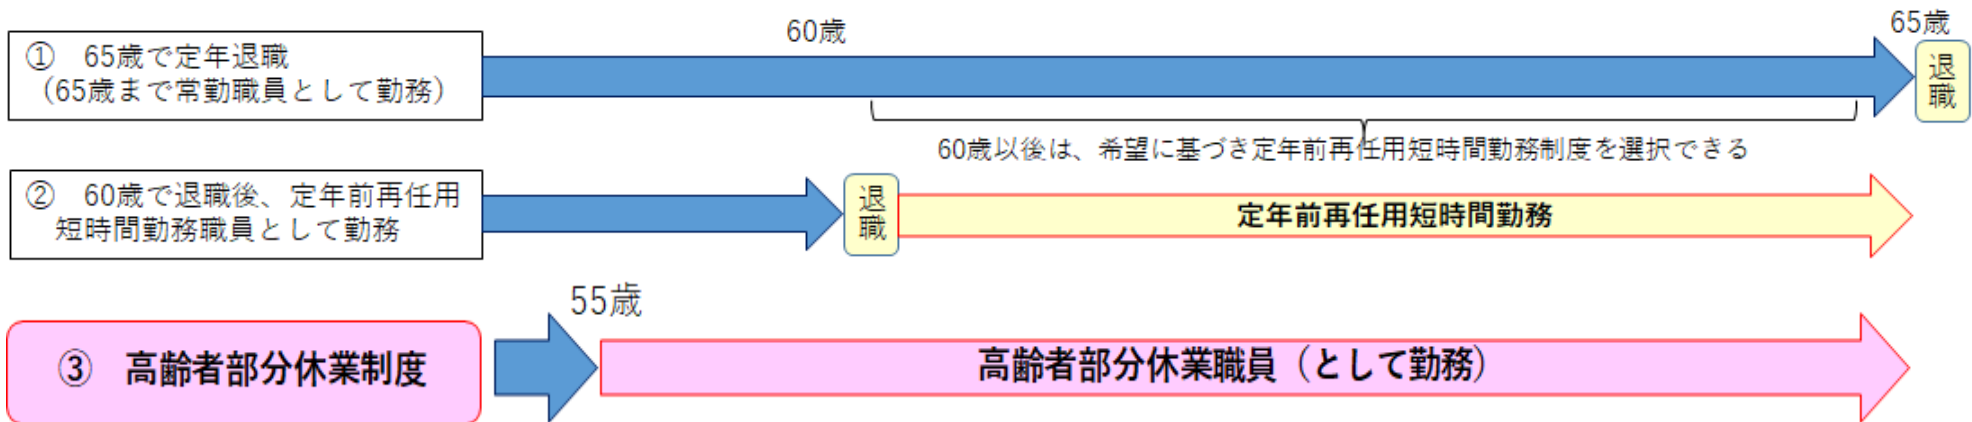 60歳
65歳
① 65歳で定年退職
（65歳まで常勤職員として勤務）
退職
60歳以後は、希望に基づき定年前再任用短時間勤務制度を選択できる
② 60歳で退職後、定年前再任用
短時間勤務職員として勤務
退職
定年前再任用短時間勤務
55歳
③ 高齢者部分休業制度
高齢者部分休業職員（として勤務）